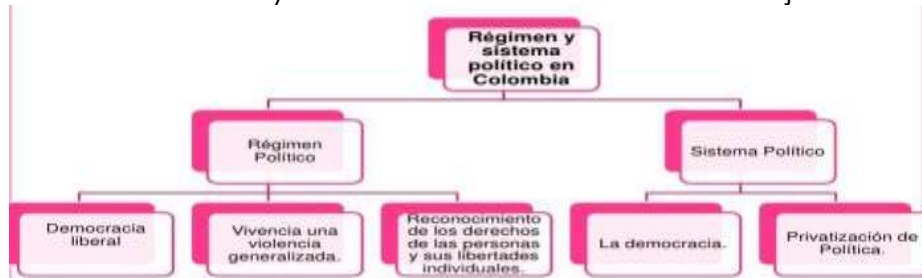 Régimen y
sistema
político en
Colombia
Régimen
Político
Sistema Político
Democracia
liberal
Vivencia una
violencia
generalizada.
Reconocimiento
de los derechos
de las personas
y sus libertades
individuales.
La democracia.
Privatización de
Política.